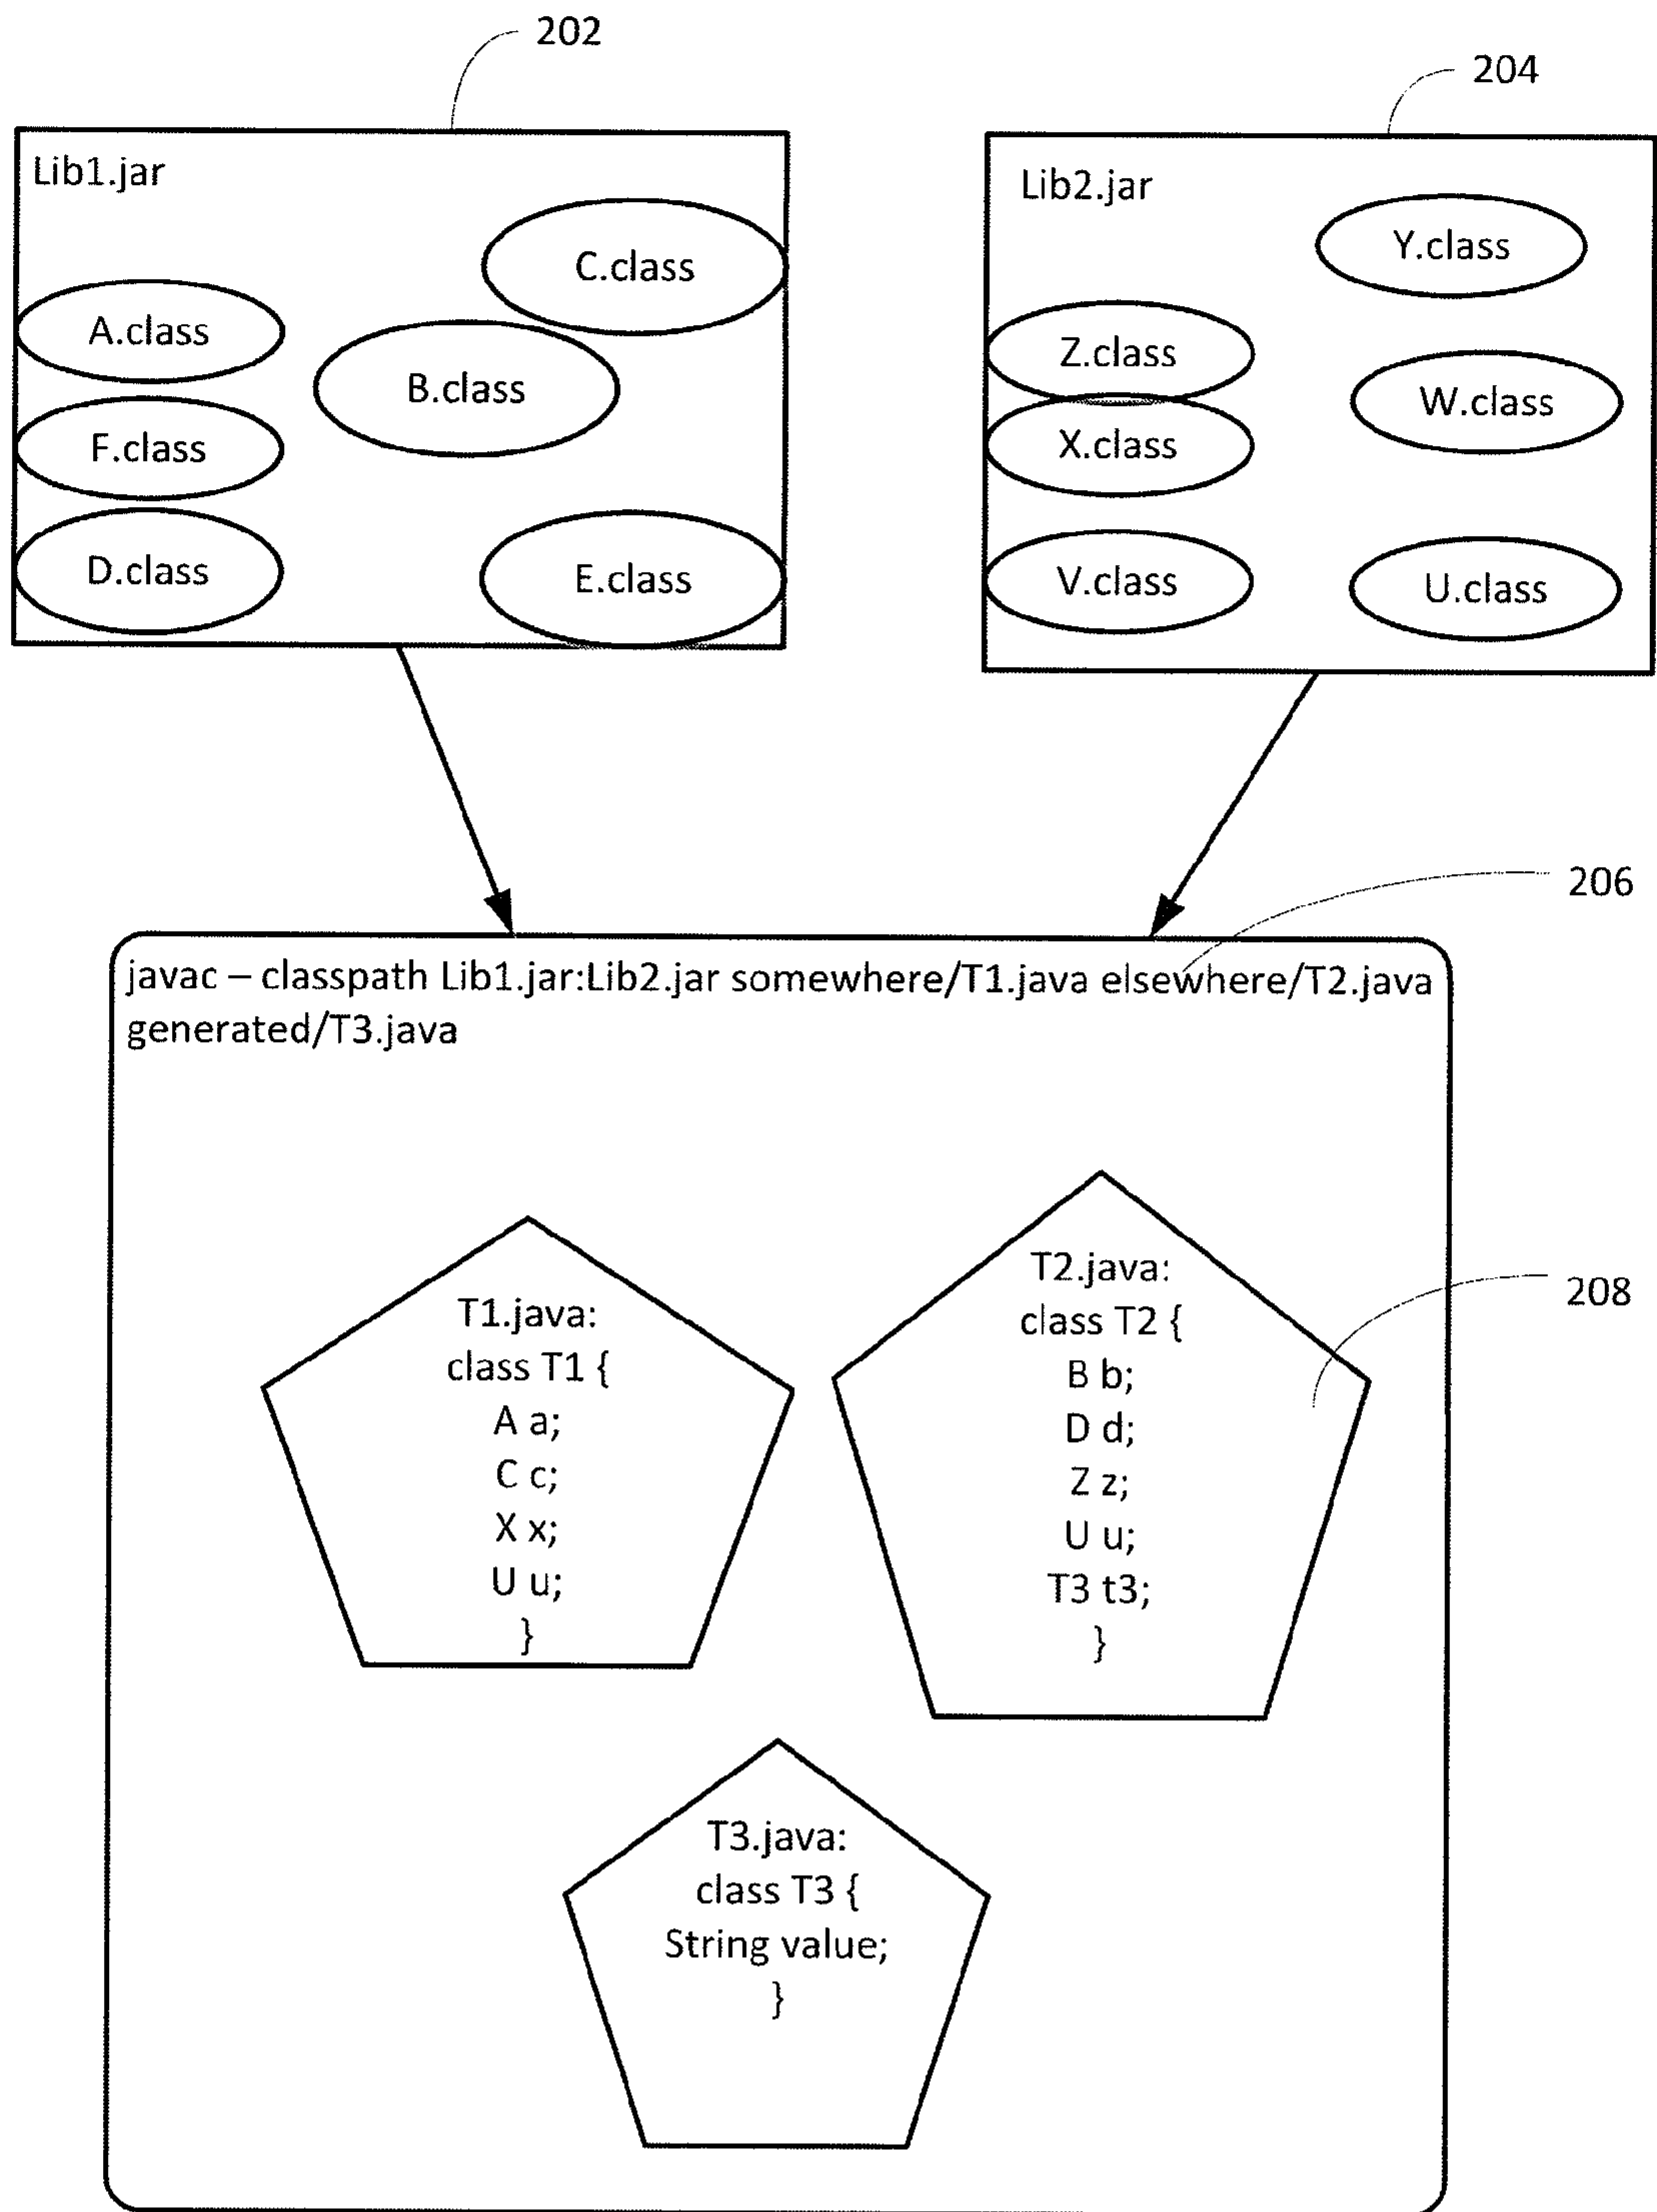 202
204
Lib1.jar
C.class
A.class
B.class
F.class
D.class
E.class
Lib2.jar
Y.class
Z.class
W.class
X.class
V.class
U.class
206
javac – classpath Lib1.jar:Lib2.jar somewhere/T1.java elsewhere/T2.java
generated/T3.java
T1.java:
class T1 {
A a;
C c;
X x;
U u;
}
T2.java:
class T2 {
B b;
D d;
Z z;
U u;
T3 t3;
}
208
T3.java:
class T3 {
String value;
}